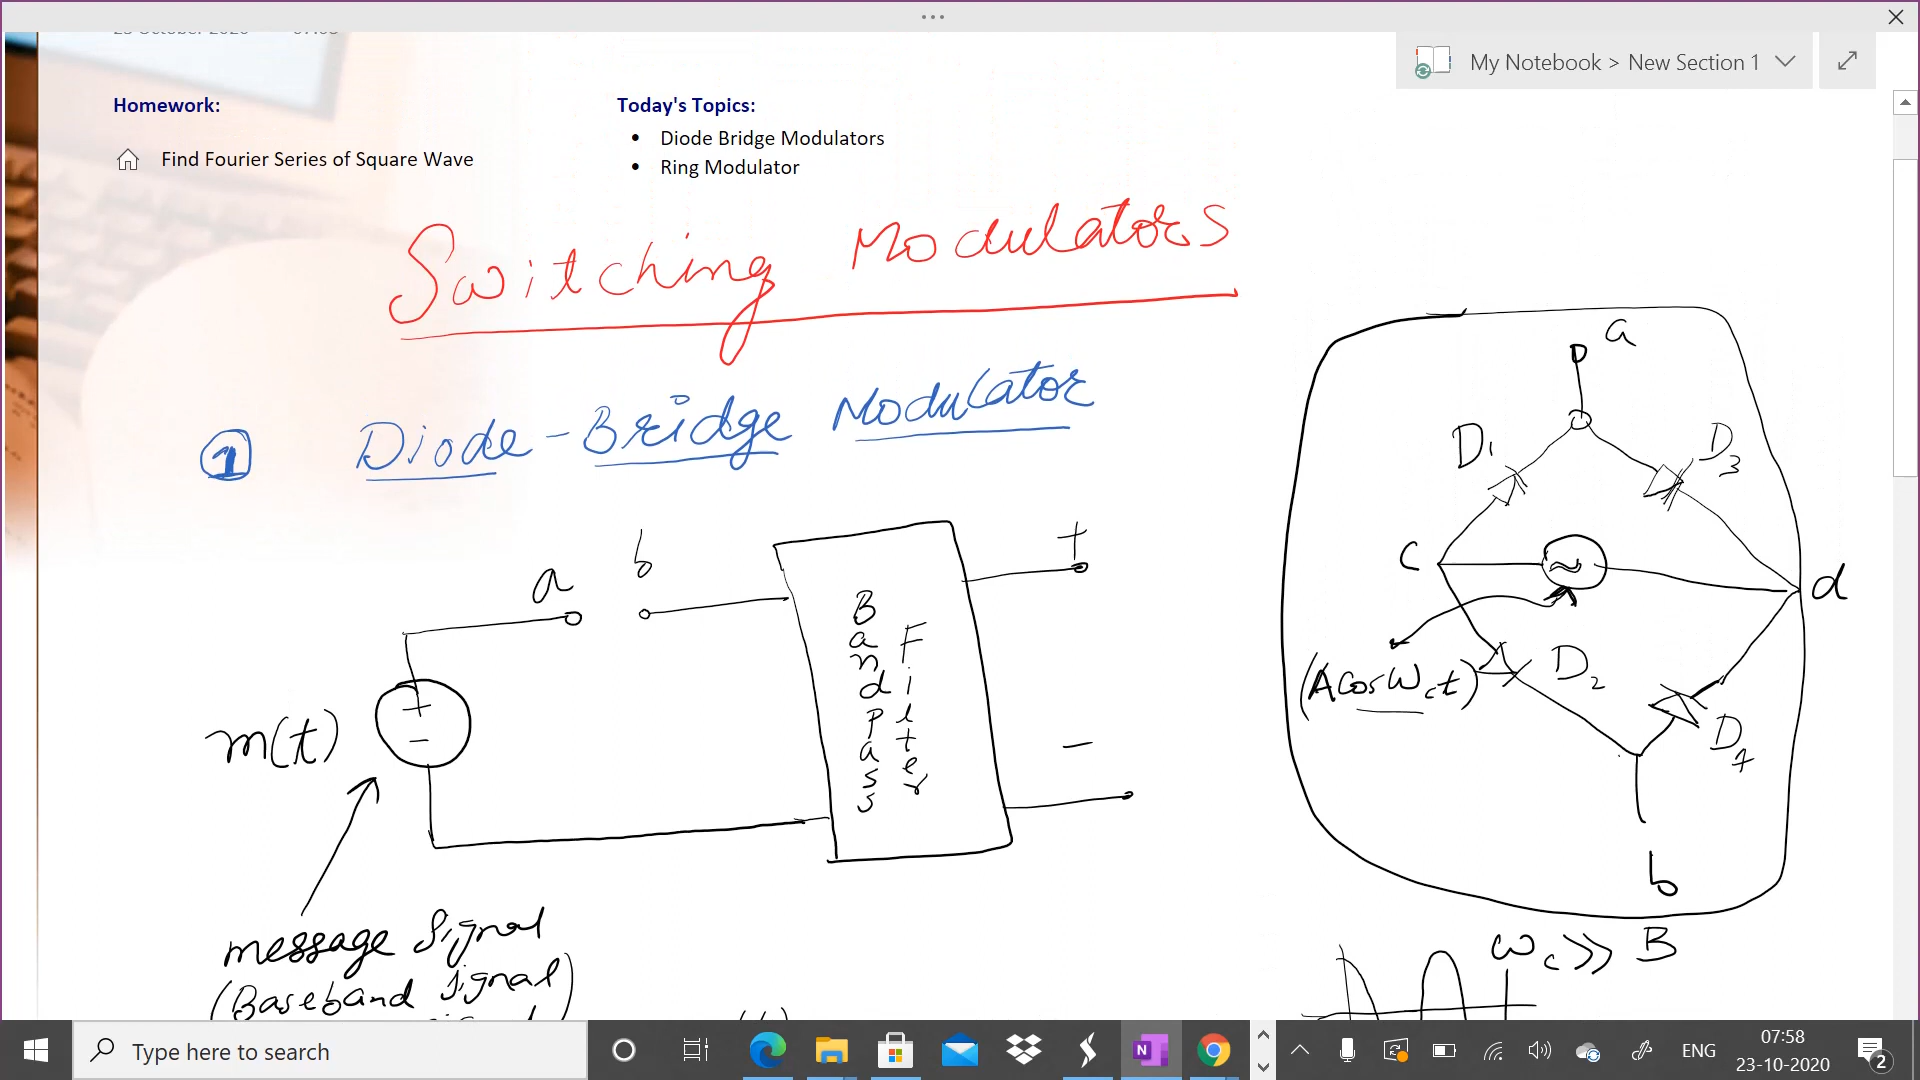 My Notebook > New Section 1
Homework:
Find Fourier Series of Square Wave
Today's Topics:
• Diode Bridge Modulators
• Ring Modulator
Switching Modulators
1 Diode-Bridge Modulator
a b
+
Bandpass
Filter
-
m(t)
+
-
message signal
(Baseband signal
a
D1
D3
c
d
(A cos ωct)
D2
D4
b
ωc >> B
Type here to search
ENG
07:58
23-10-2020
2